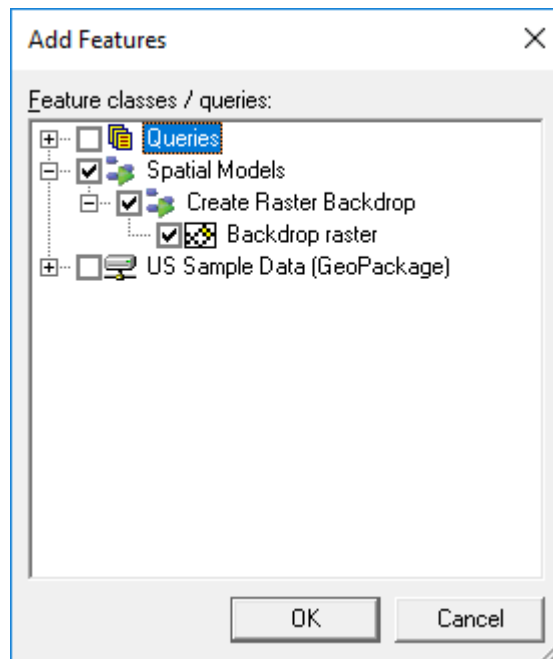 Add Features
Feature classes / queries:
Queries
Spatial Models
Create Raster Backdrop
Backdrop raster
US Sample Data (GeoPackage)
OK Cancel